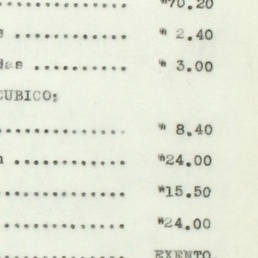 .............. "70.20
s ............ " 2.40
das .......... " 3.00
CUBICO:
.............. " 8.40
n ............ "24.00
.............. "15.50
.............. "24.00
.............. EXENTO.